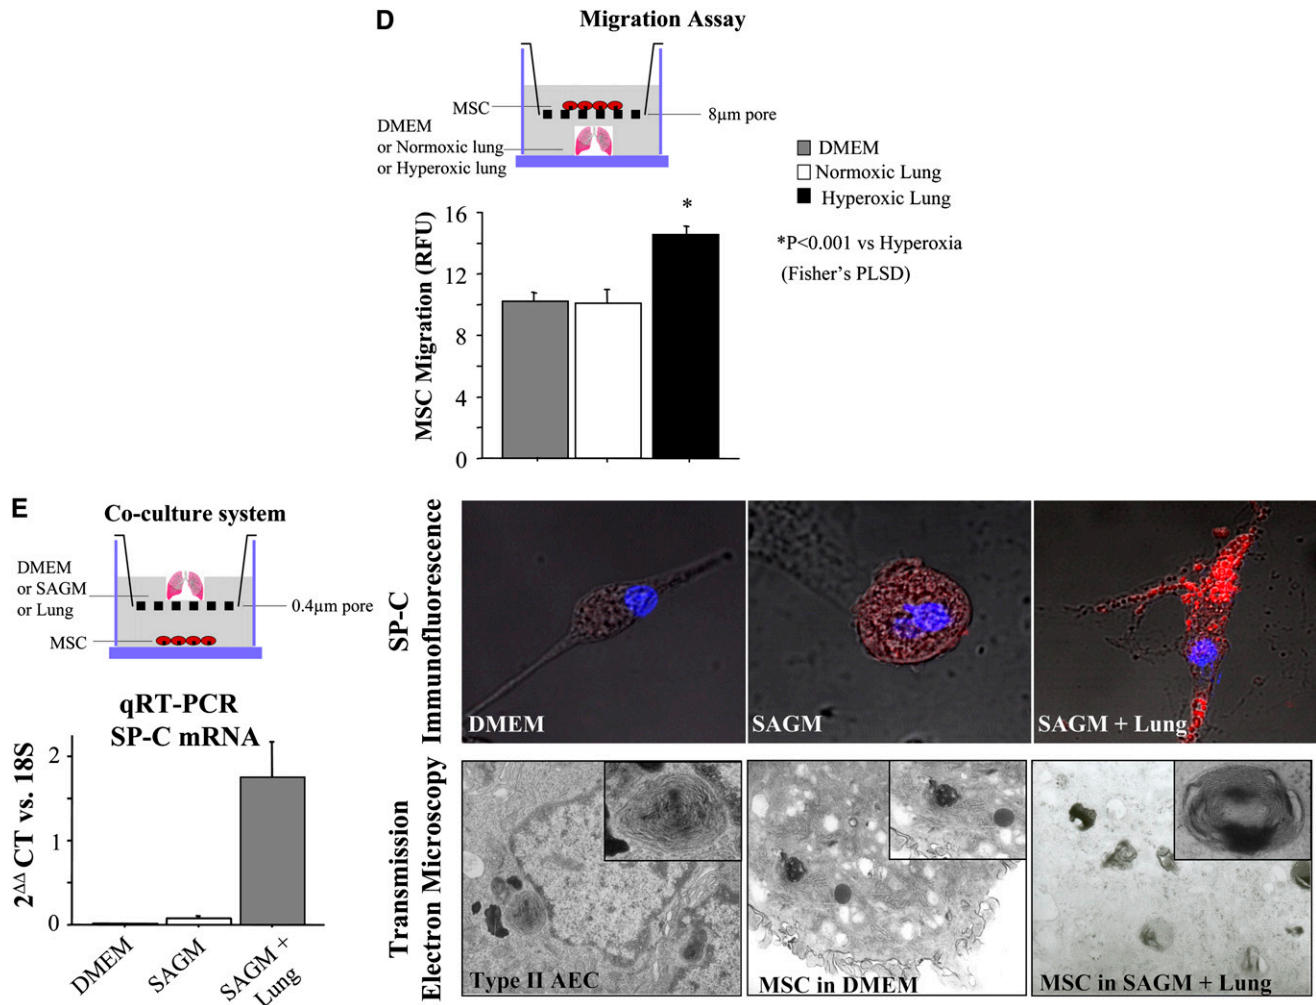 D
Migration Assay
MSC
8µm pore
DMEM
or Normoxic lung
or Hyperoxic lung
DMEM
Normoxic Lung
Hyperoxic Lung
*P<0.001 vs Hyperoxia
(Fisher's PLSD)
MSC Migration (RFU)
16
12
8
4
0
*
E
Co-culture system
DMEM
or SAGM
or Lung
0.4µm pore
MSC
qRT-PCR
SP-C mRNA
2^ΔΔ CT vs. 18S
2
1
0
DMEM
SAGM
SAGM +
Lung
SP-C
Immunofluorescence
DMEM
SAGM
SAGM + Lung
Transmission
Electron Microscopy
Type II AEC
MSC in DMEM
MSC in SAGM + Lung